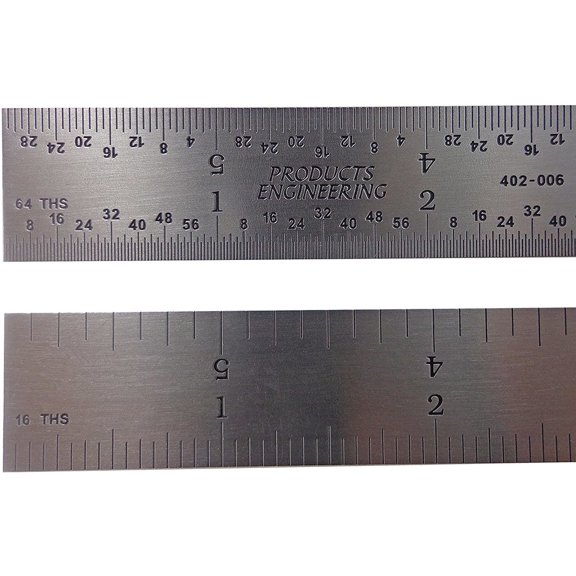 28 24 20 16 12 8 4 28 24 20 16 12 8 4 28 24 20 16 12
5 4
PRODUCTS
ENGINEERING
402-006
64 THS
1 2
8 16 24 32 40 48 56 8 16 24 32 40 48 56 8 16 24 32 40
5 4
1 2
16 THS